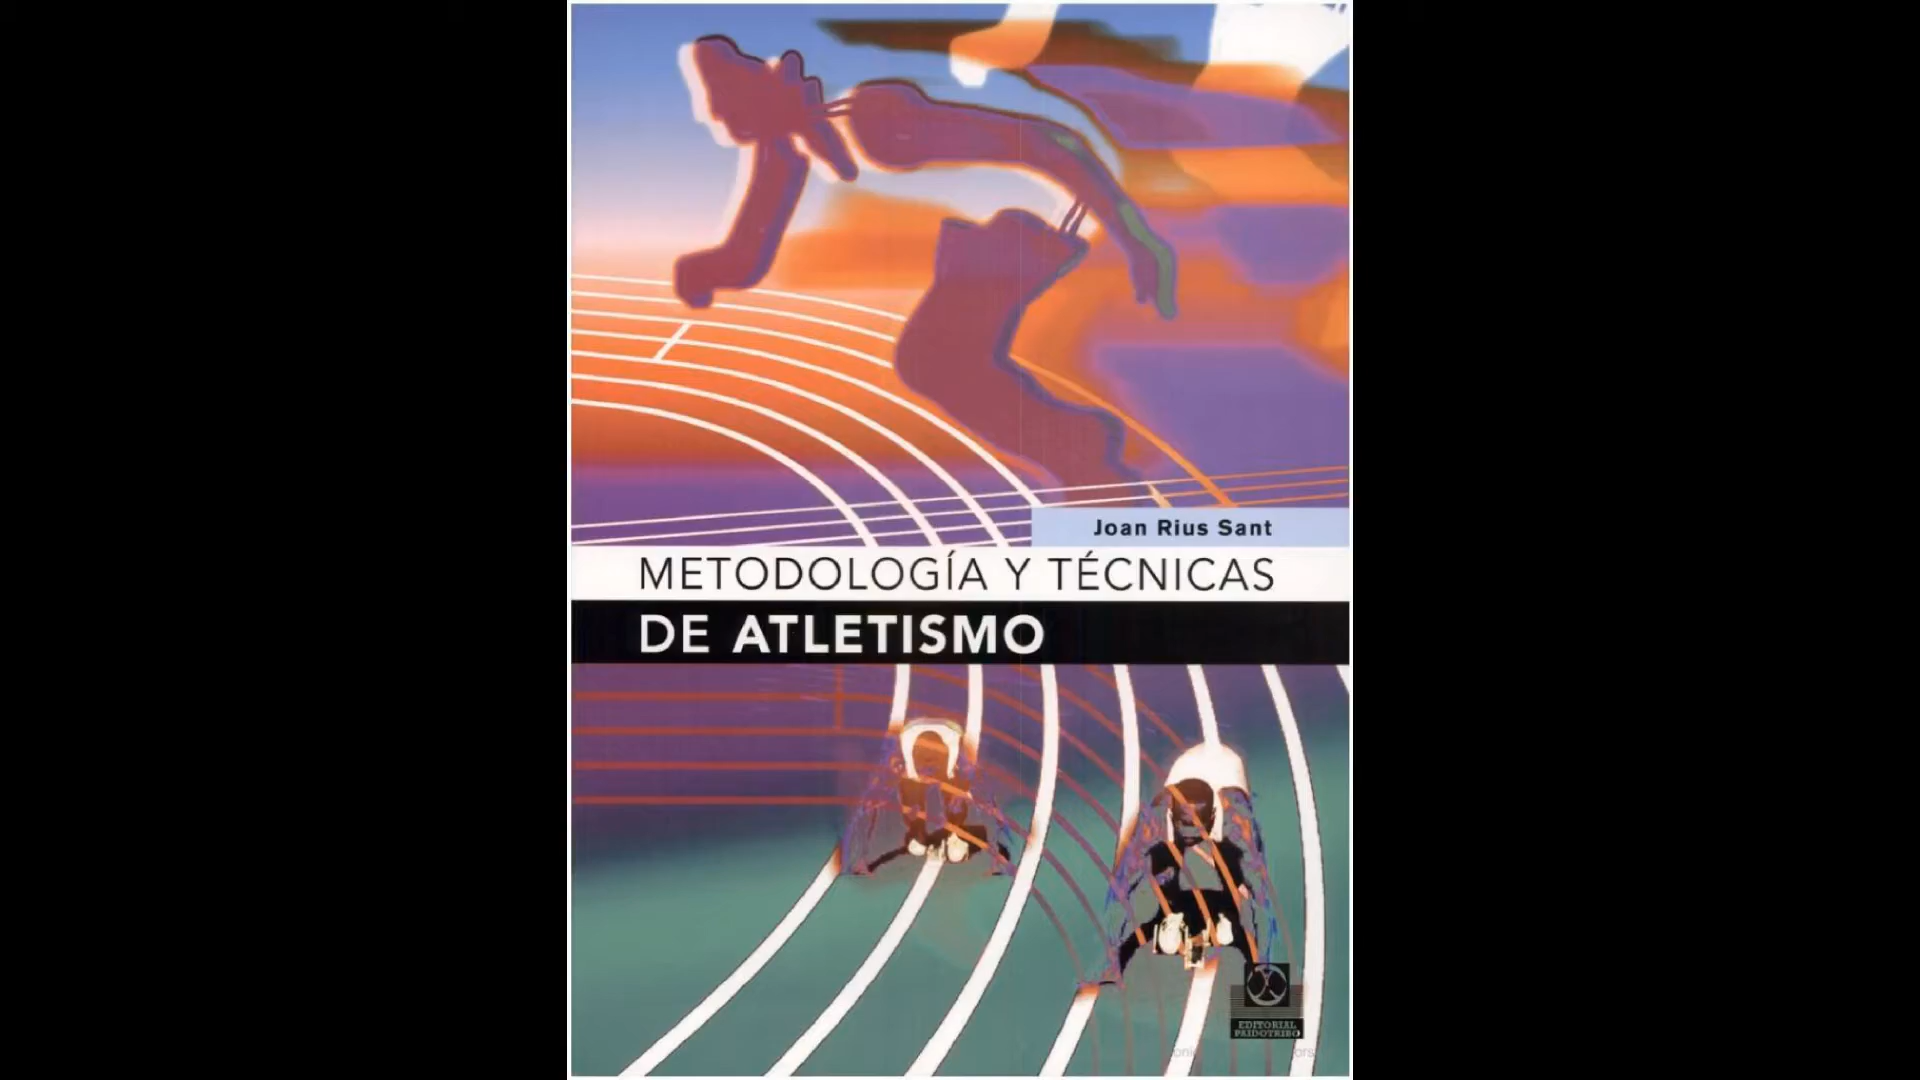 Joan Rius Sant
METODOLOGÍA Y TÉCNICAS
DE ATLETISMO
EDITORIAL
PAIDOTRIBO